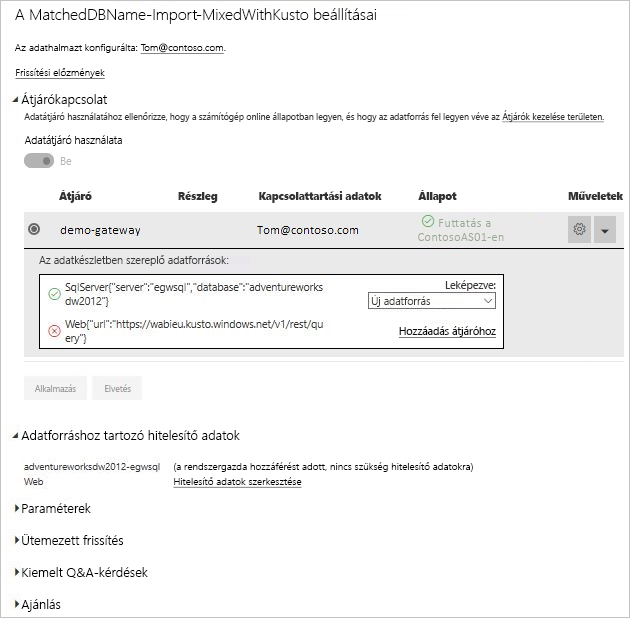 A MatchedDBName-Import-MixedWithKusto beállításai
Az adathalmazt konfigurálta: Tom@contoso.com.
Frissítési előzmények
Átjárókapcsolat
Adatátjáró használatához ellenőrizze, hogy a számítógép online állapotban legyen, és hogy az adatforrás fel legyen véve az Átjárók kezelése területen.
Adatátjáró használata
Be
Átjáró Részleg Kapcsolattartási adatok Állapot Műveletek
demo-gateway Tom@contoso.com Futtatás a
ContosoAS01-en
Az adatkészletben szereplő adatforrások:
SqlServer{"server":"egwsql","database":"adventureworks
dw2012"}
Leképezve:
Új adatforrás
Web{"url":"https://wabieu.kusto.windows.net/v1/rest/qu
ery"}
Hozzáadás átjáróhoz
Alkalmazás Elvetés
Adatforráshoz tartozó hitelesítő adatok
adventureworksdw2012-egwsql (a rendszergazda hozzáférést adott, nincs szükség hitelesítő adatokra)
Web Hitelesítő adatok szerkesztése
Paraméterek
Ütemezett frissítés
Kiemelt Q&A-kérdések
Ajánlás